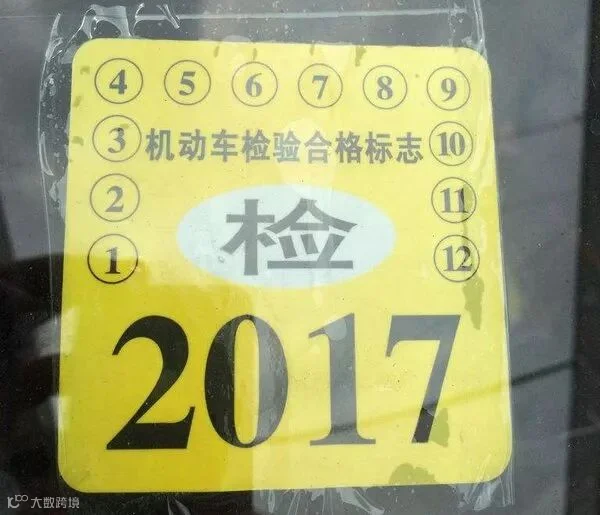 ④ ⑤ ⑥ ⑦ ⑧ ⑨
③ 机动车检验合格标志 ⑩
② ⑪
① 检 ⑫
2017
大数跨境